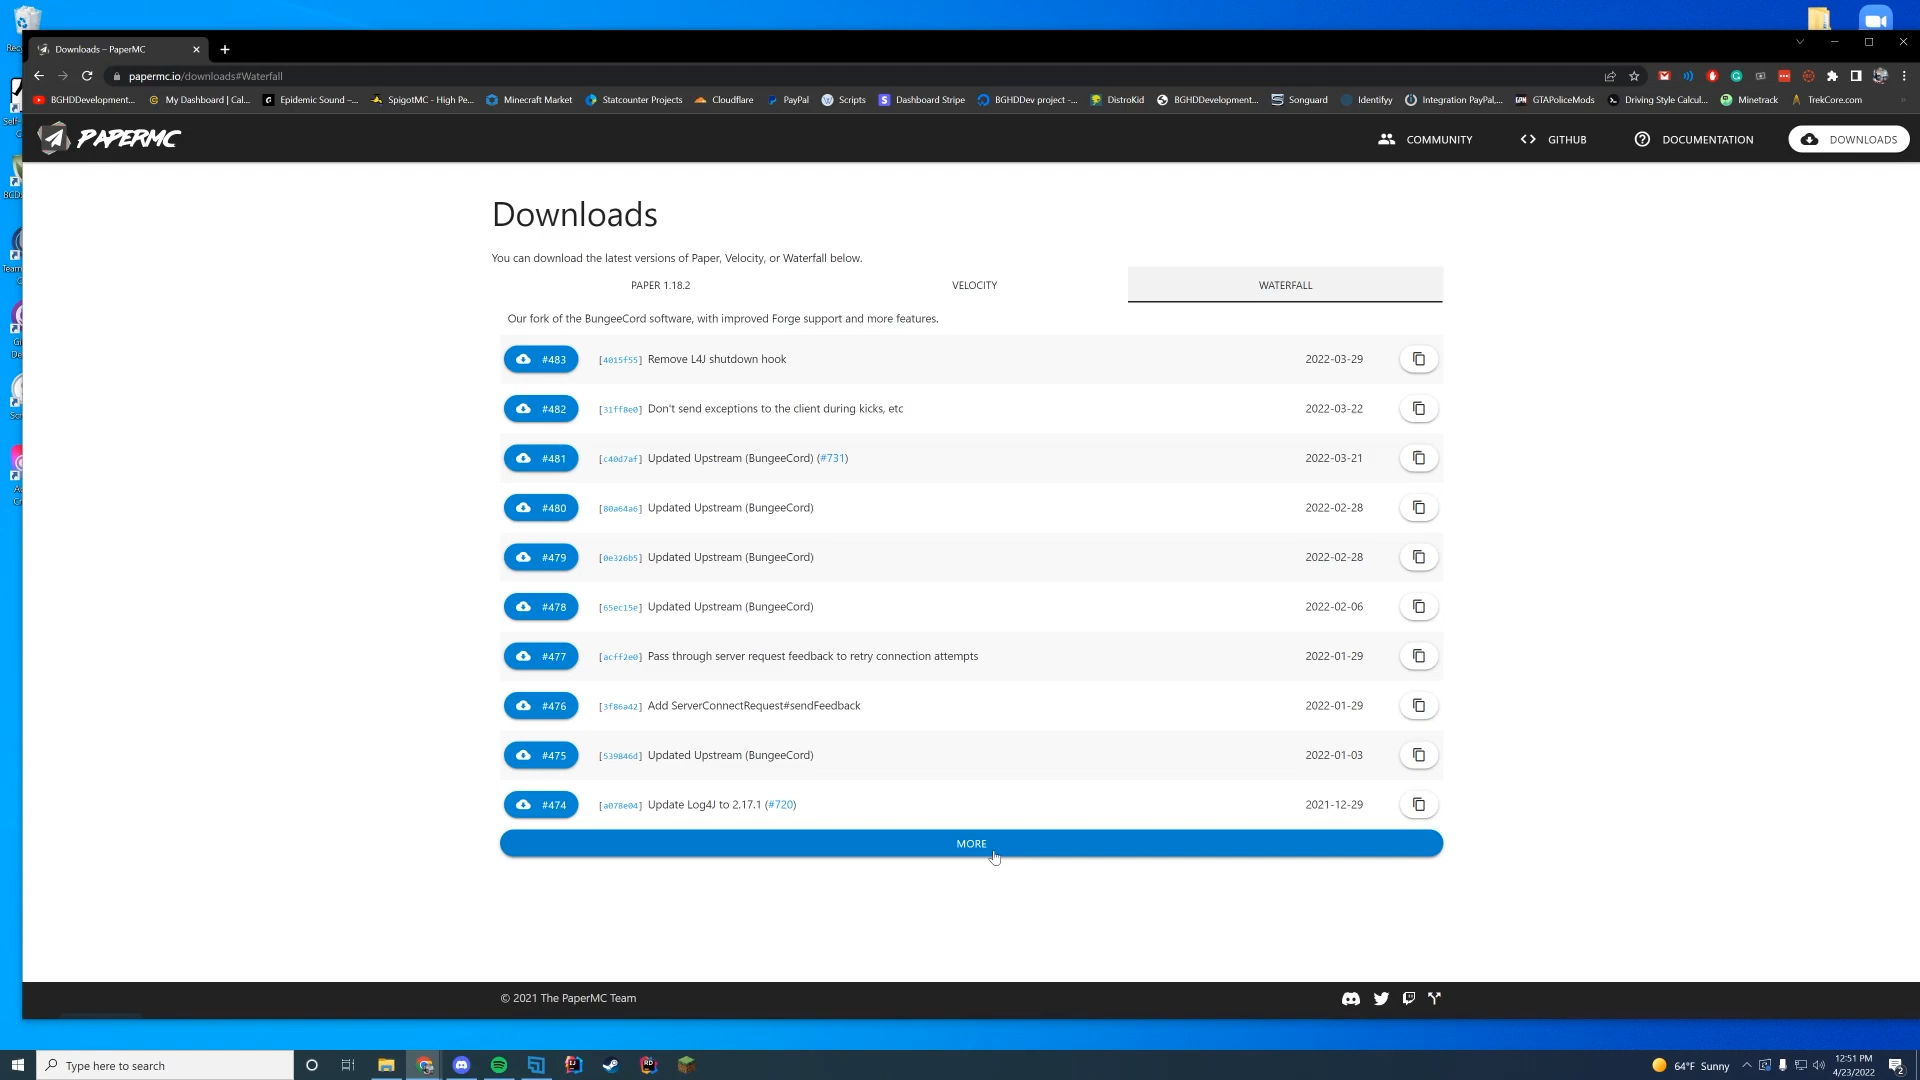 Downloads – PaperMC
papermc.io/downloads#Waterfall
BGHDDevelopment... My Dashboard | Cal... Epidemic Sound –... SpigotMC - High Pe... Minecraft Market Statcounter Projects Cloudflare PayPal Scripts Dashboard Stripe BGHDDev project -... DistroKid BGHDDevelopment... Songuard Identifyy Integration PayPal,... GTAPoliceMods Driving Style Calcul... Minetrack TrekCore.com
PAPERMC COMMUNITY GITHUB DOCUMENTATION DOWNLOADS
Downloads
You can download the latest versions of Paper, Velocity, or Waterfall below.
PAPER 1.18.2 VELOCITY WATERFALL
Our fork of the BungeeCord software, with improved Forge support and more features.
#483 [4015f55] Remove L4J shutdown hook 2022-03-29
#482 [31ff8e0] Don't send exceptions to the client during kicks, etc 2022-03-22
#481 [c40d7af] Updated Upstream (BungeeCord) (#731) 2022-03-21
#480 [80a64a6] Updated Upstream (BungeeCord) 2022-02-28
#479 [0e326b5] Updated Upstream (BungeeCord) 2022-02-28
#478 [65ec15e] Updated Upstream (BungeeCord) 2022-02-06
#477 [acff2e0] Pass through server request feedback to retry connection attempts 2022-01-29
#476 [3f86a42] Add ServerConnectRequest#sendFeedback 2022-01-29
#475 [539846d] Updated Upstream (BungeeCord) 2022-01-03
#474 [a078e04] Update Log4J to 2.17.1 (#720) 2021-12-29
MORE
© 2021 The PaperMC Team
Type here to search
64°F Sunny
12:51 PM
4/23/2022
2